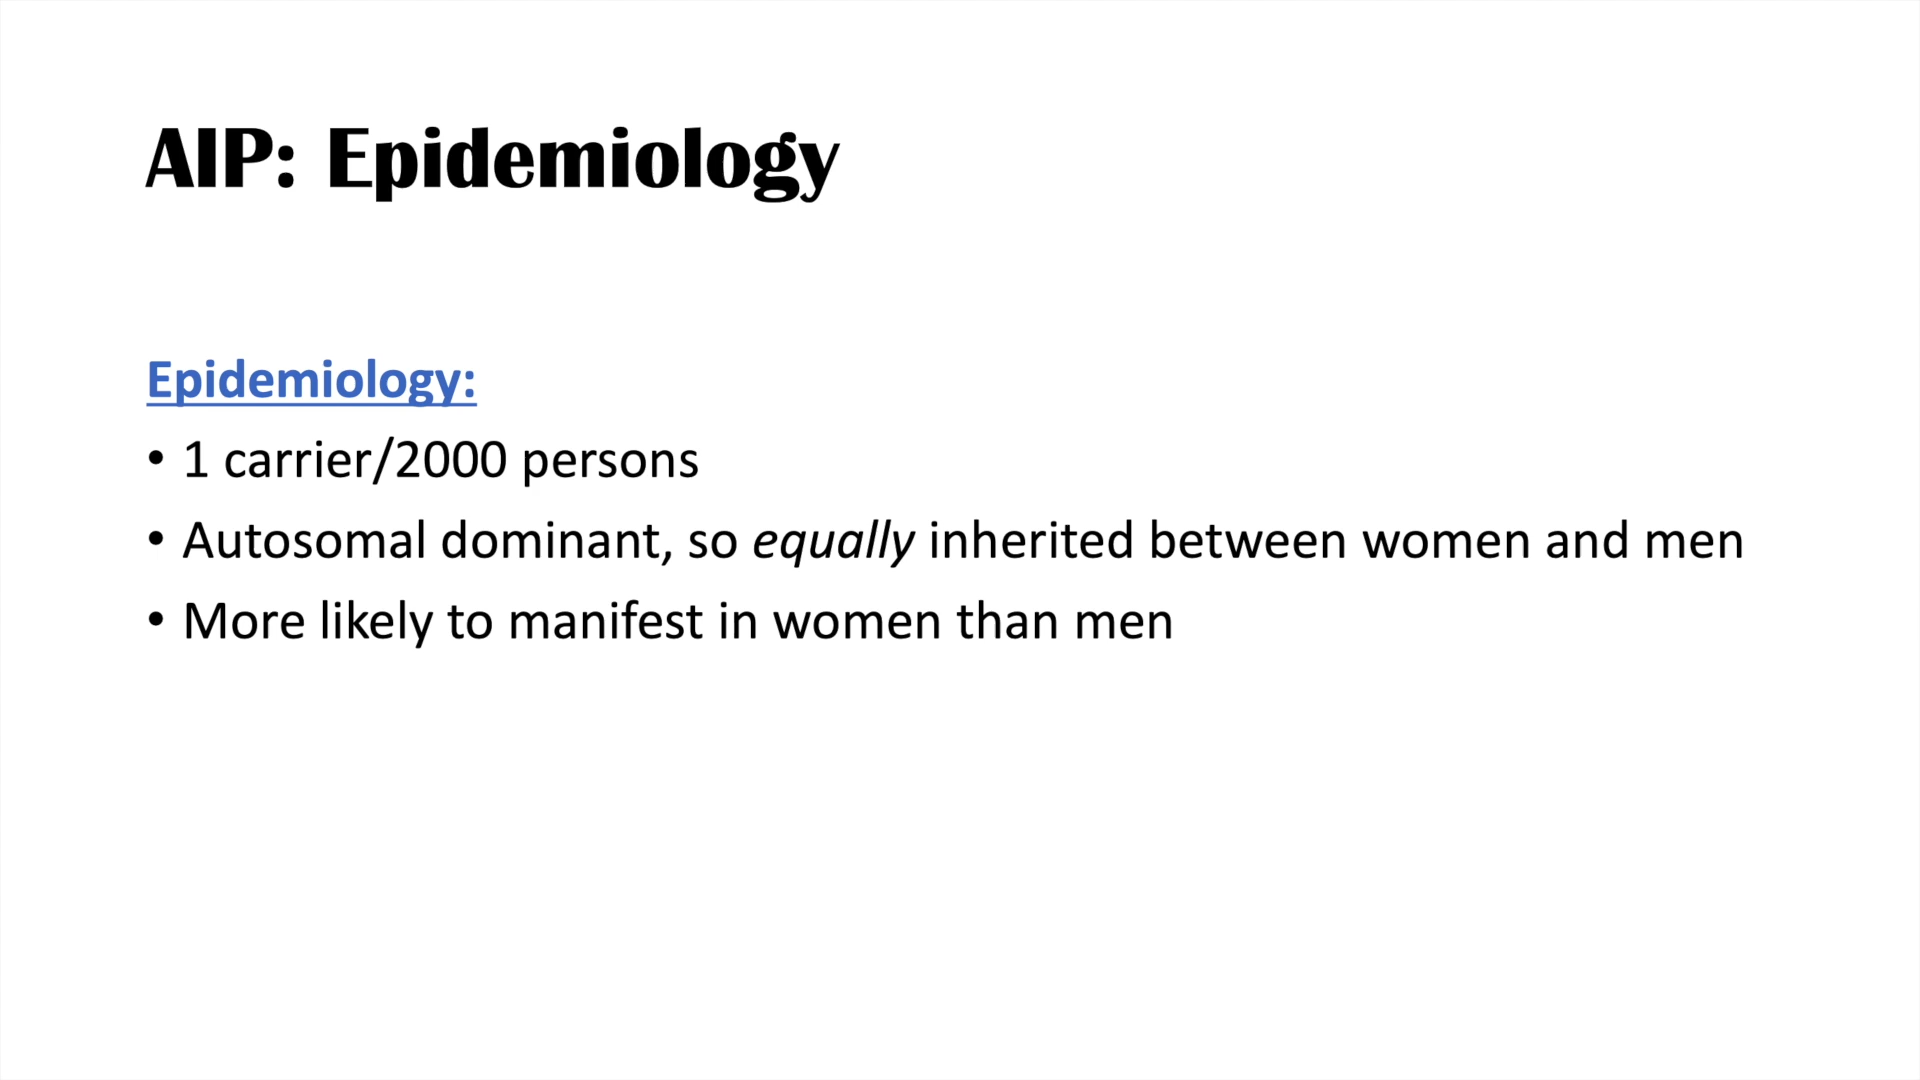 AIP: Epidemiology
Epidemiology:
• 1 carrier/2000 persons
• Autosomal dominant, so equally inherited between women and men
• More likely to manifest in women than men